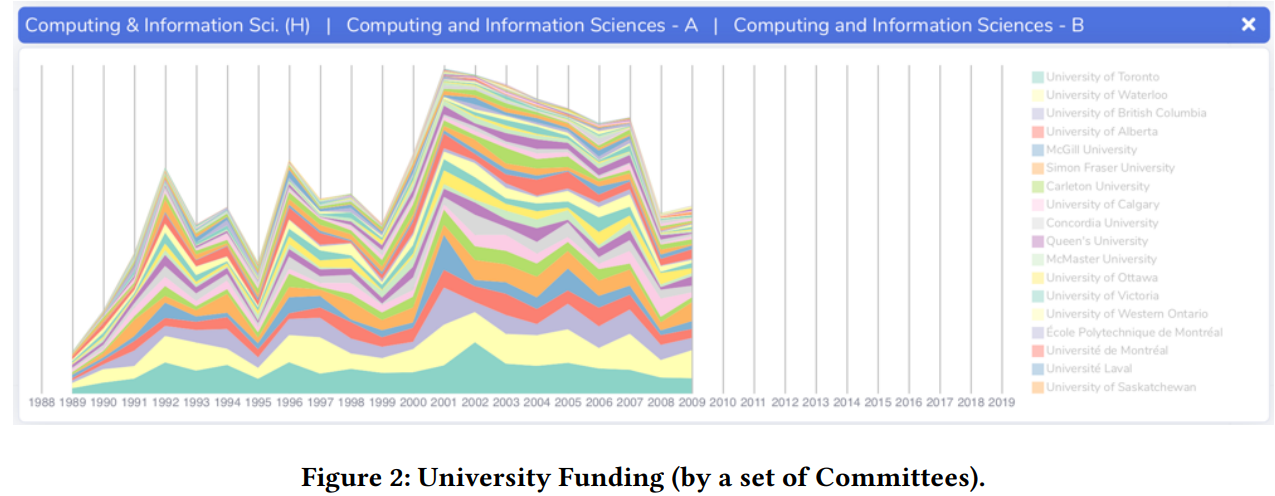 Computing & Information Sci. (H) | Computing and Information Sciences - A | Computing and Information Sciences - B ×
University of Toronto
University of Waterloo
University of British Columbia
University of Alberta
McGill University
Simon Fraser University
Carleton University
University of Calgary
Concordia University
Queen's University
McMaster University
University of Ottawa
University of Victoria
University of Western Ontario
École Polytechnique de Montréal
Université de Montréal
Université Laval
University of Saskatchewan
1988 1989 1990 1991 1992 1993 1994 1995 1996 1997 1998 1999 2000 2001 2002 2003 2004 2005 2006 2007 2008 2009 2010 2011 2012 2013 2014 2015 2016 2017 2018 2019
Figure 2: University Funding (by a set of Committees).